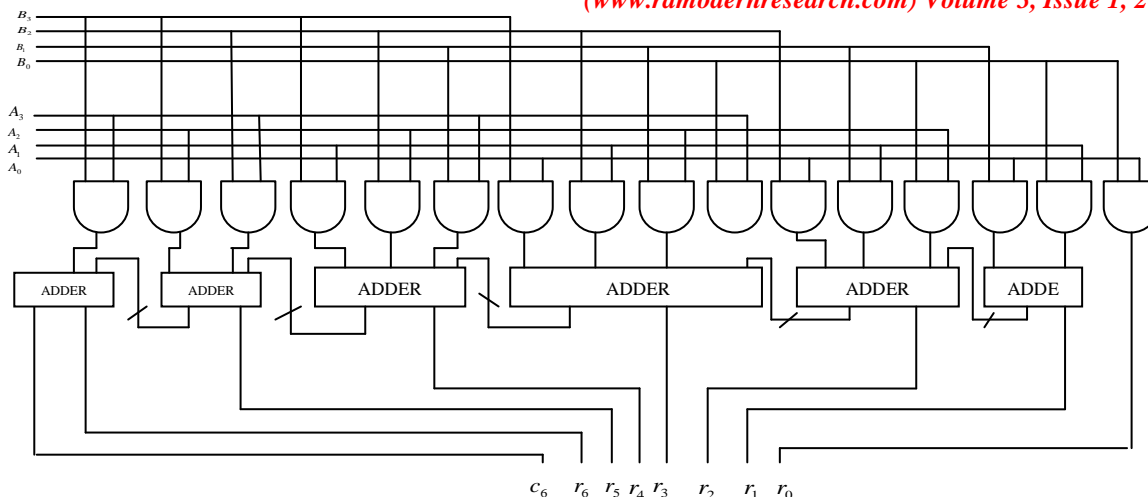 (www.ramodernresearch.com) Volume 3, Issue 1, 2
B₃
B₂
B₁
B₀
A₃
A₂
A₁
A₀
ADDER ADDER ADDER ADDER ADDER ADDE
c₆ r₆ r₅ r₄ r₃ r₂ r₁ r₀